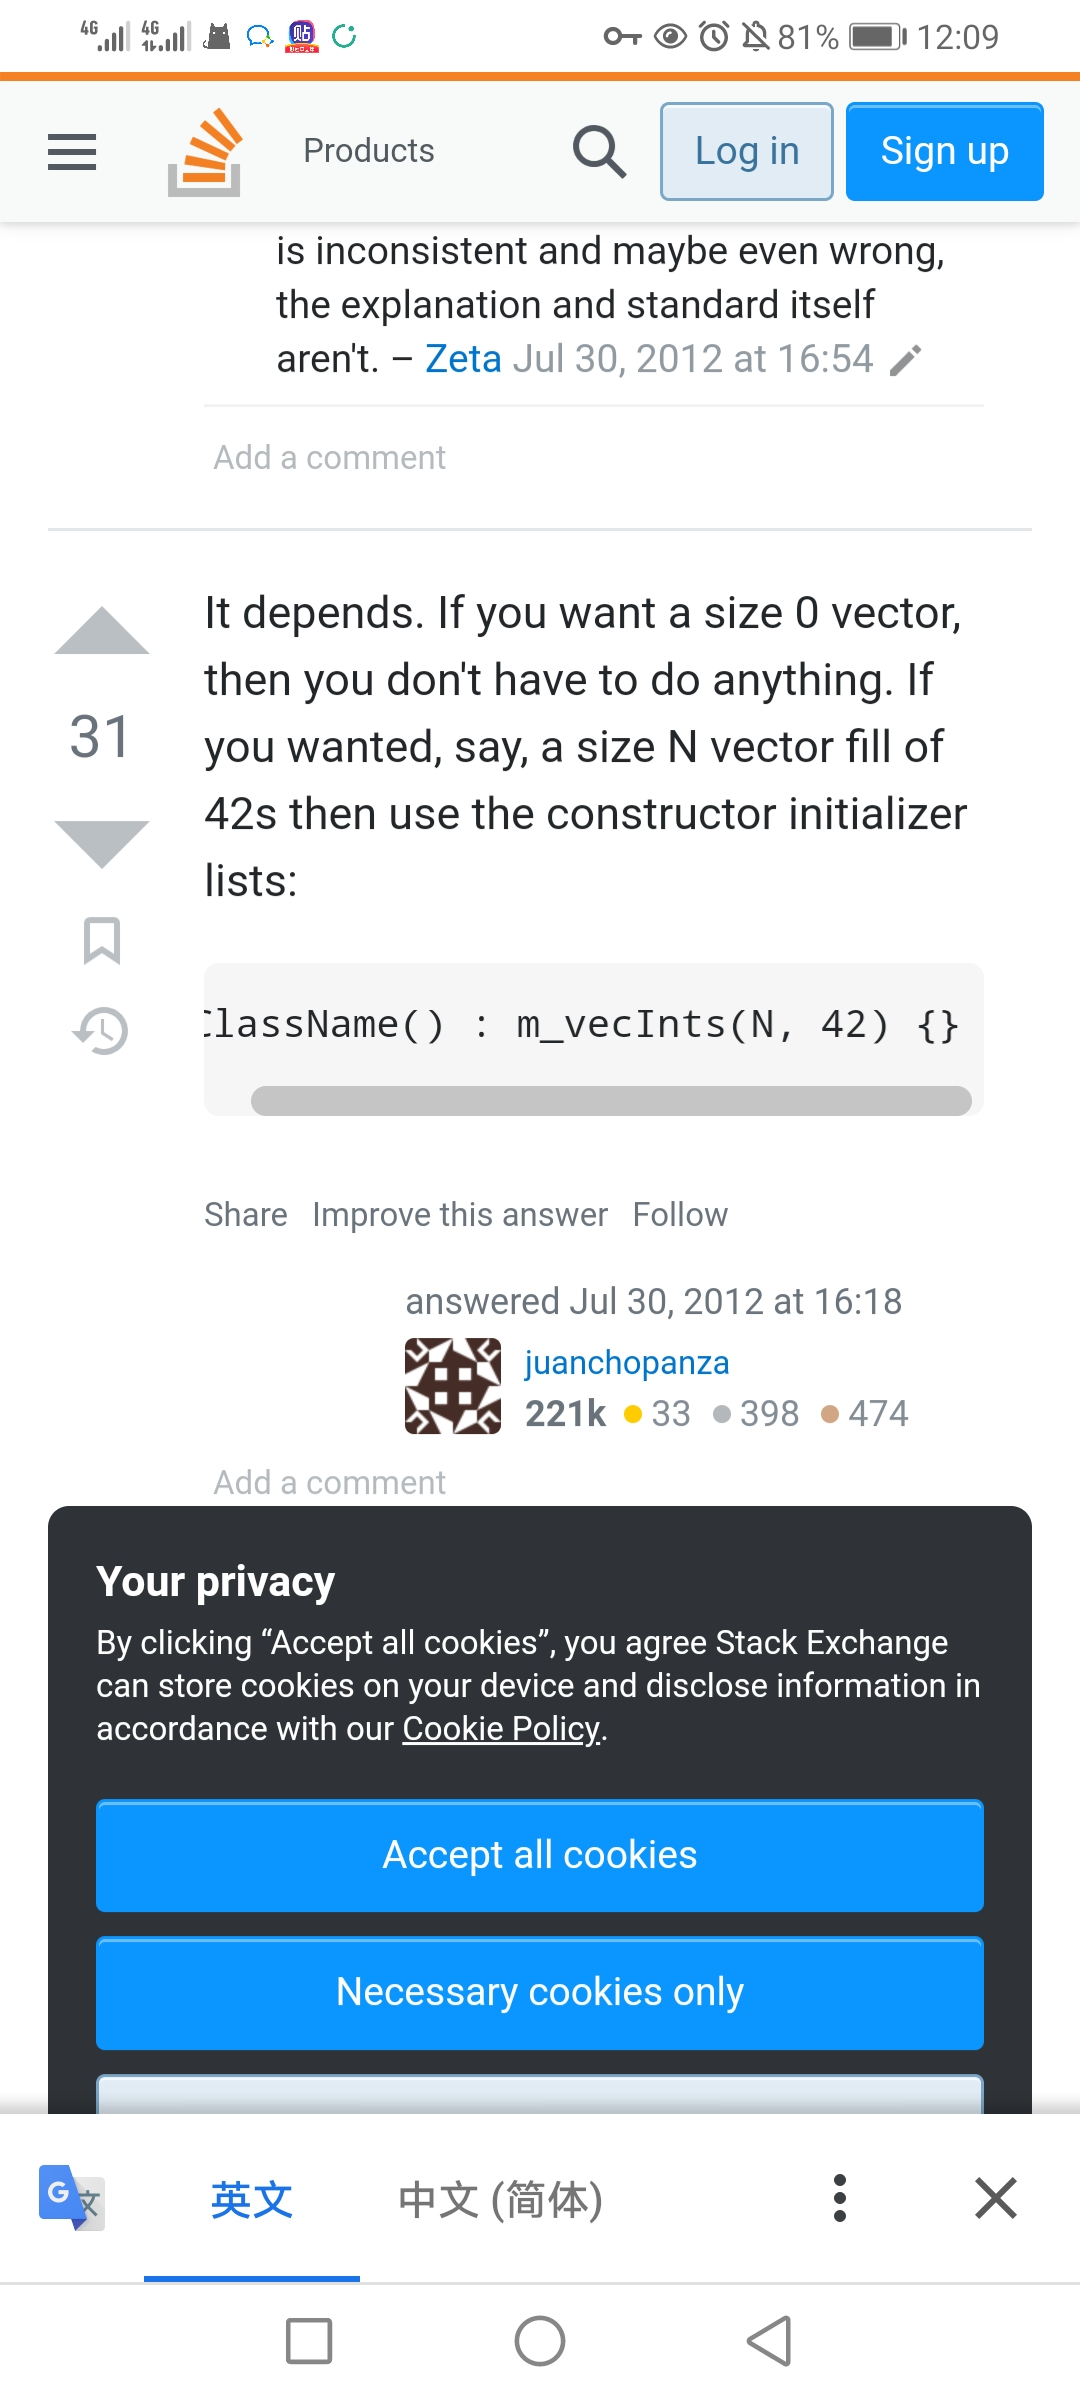 4G 4G 81% 12:09
Products Log in Sign up
is inconsistent and maybe even wrong,
the explanation and standard itself
aren't. – Zeta Jul 30, 2012 at 16:54
Add a comment
It depends. If you want a size 0 vector,
then you don't have to do anything. If
you wanted, say, a size N vector fill of
42s then use the constructor initializer
lists:
31
ClassName() : m_vecInts(N, 42) {}
Share Improve this answer Follow
answered Jul 30, 2012 at 16:18
juanchopanza
221k 33 398 474
Add a comment
Your privacy
By clicking “Accept all cookies”, you agree Stack Exchange
can store cookies on your device and disclose information in
accordance with our Cookie Policy.
Accept all cookies
Necessary cookies only
G 文 英文 中文 (简体)